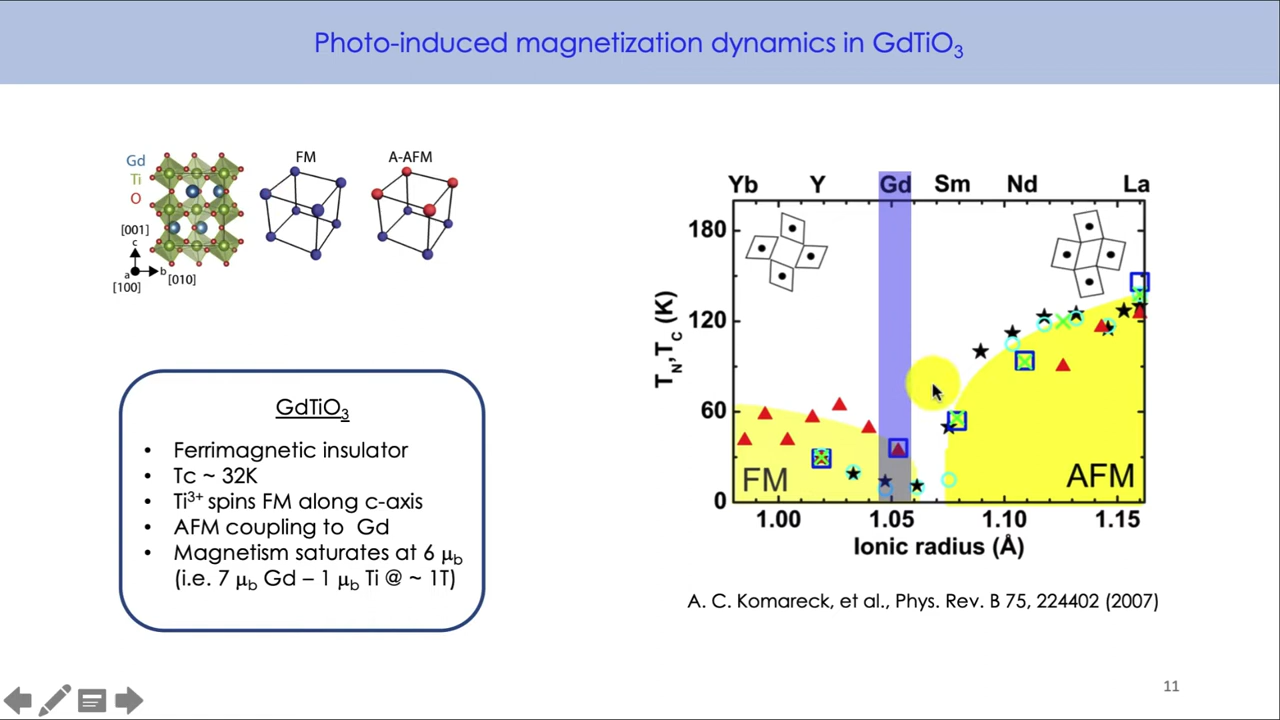 Photo-induced magnetization dynamics in GdTiO₃
Gd
Ti
O
[001]
c
a
b
[010]
[100]
FM
A-AFM
GdTiO₃
• Ferrimagnetic insulator
• Tc ~ 32K
• Ti³⁺ spins FM along c-axis
• AFM coupling to Gd
• Magnetism saturates at 6 μb
(i.e. 7 μb Gd – 1 μb Ti @ ~ 1T)
Yb Y Gd Sm Nd La
180
120
60
0
T_N,T_C (K)
FM
AFM
1.00 1.05 1.10 1.15
Ionic radius (Å)
A. C. Komareck, et al., Phys. Rev. B 75, 224402 (2007)
11